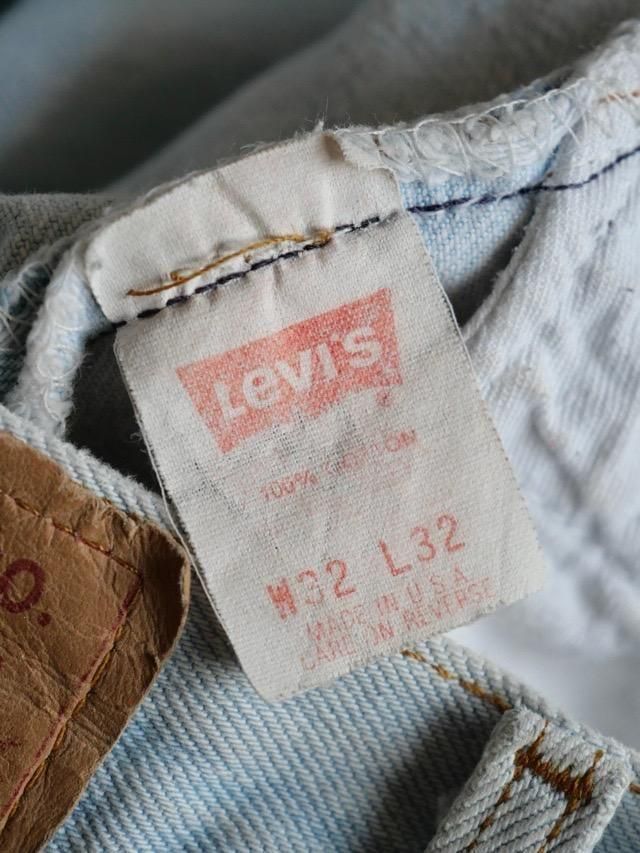 Levi's
®
100% COTTON
W32 L32
MADE IN U.S.A
CARE ON REVERSE